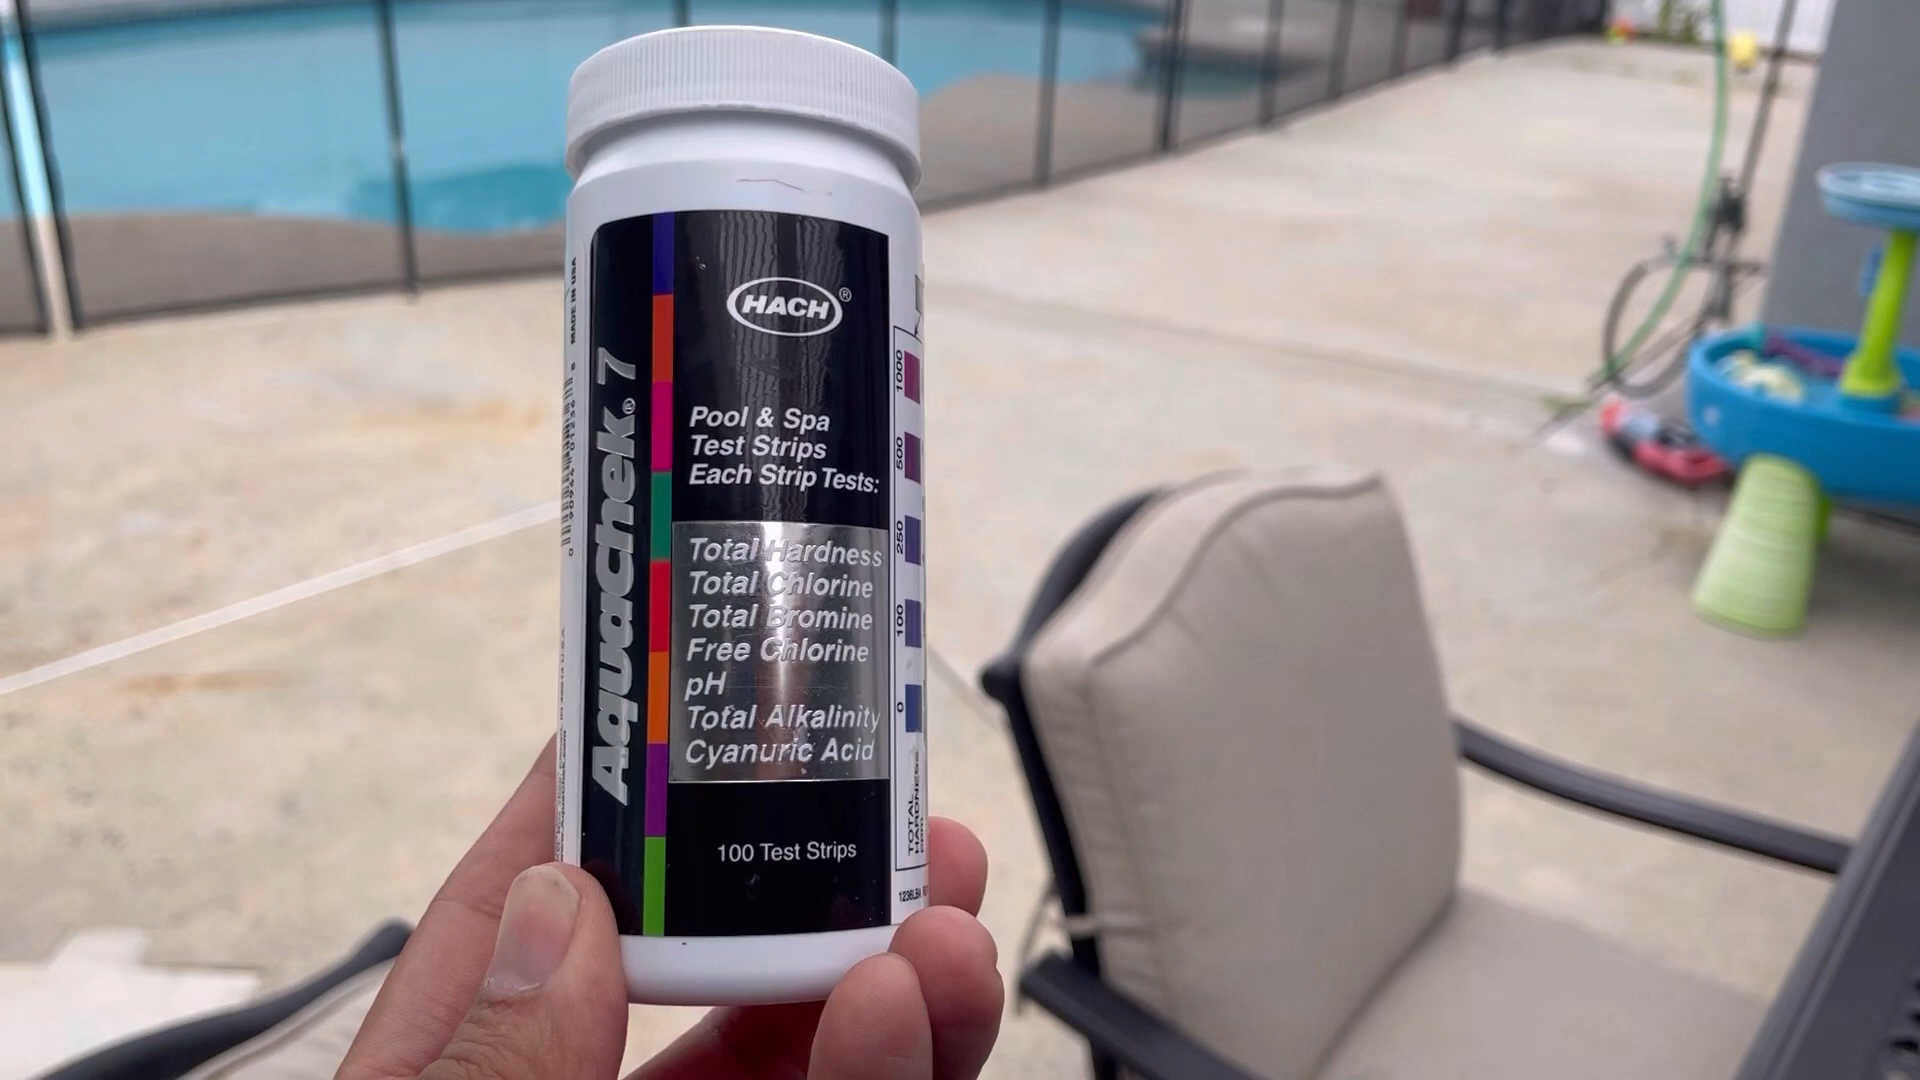 HACH®
AquaChek® 7
Pool & Spa
Test Strips
Each Strip Tests:
Total Hardness
Total Chlorine
Total Bromine
Free Chlorine
pH
Total Alkalinity
Cyanuric Acid
100 Test Strips
MADE IN USA
1000
500
250
100
0
TOTAL
HARDNESS